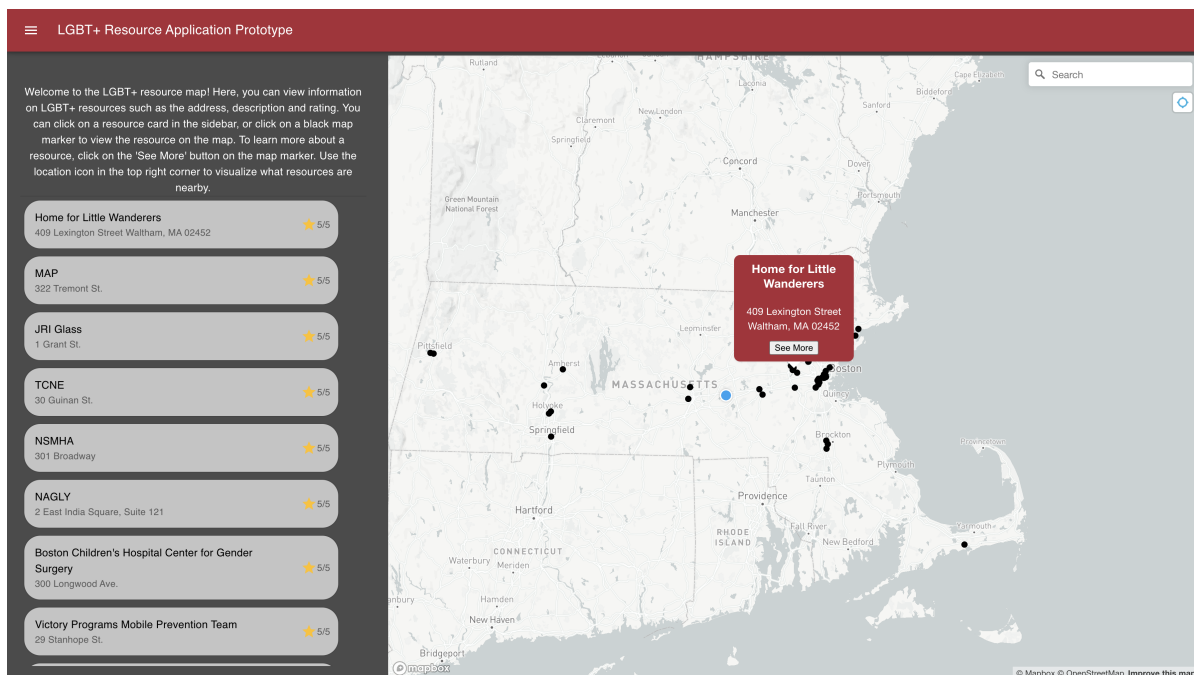 LGBT+ Resource Application Prototype
Welcome to the LGBT+ resource map! Here, you can view information
on LGBT+ resources such as the address, description and rating. You
can click on a resource card in the sidebar, or click on a black map
marker to view the resource on the map. To learn more about a
resource, click on the 'See More' button on the map marker. Use the
location icon in the top right corner to visualize what resources are
nearby.
Home for Little Wanderers
409 Lexington Street Waltham, MA 02452
5/5
MAP
322 Tremont St.
5/5
JRI Glass
1 Grant St.
5/5
TCNE
30 Guinan St.
5/5
NSMHA
301 Broadway
5/5
NAGLY
2 East India Square, Suite 121
5/5
Boston Children's Hospital Center for Gender
Surgery
300 Longwood Ave.
5/5
Victory Programs Mobile Prevention Team
29 Stanhope St.
5/5
Search
HAMPSHIRE
Rutland
Laconia
Cape Elizabeth
Biddeford
Sanford
New London
Claremont
Springfield
Concord
Dover
Portsmouth
Green Mountain
National Forest
Manchester
Home for Little
Wanderers
409 Lexington Street
Waltham, MA 02452
See More
Leominster
Pittsfield
Amherst
Boston
MASSACHUSETTS
Quincy
Holyoke
Springfield
Brockton
Provincetown
Plymouth
Taunton
Providence
Hartford
Fall River
Yarmouth
RHODE
ISLAND
New Bedford
CONNECTICUT
Waterbury
Meriden
nbury
Hamden
New Haven
Bridgeport
mapbox
© Mapbox © OpenStreetMap Improve this map